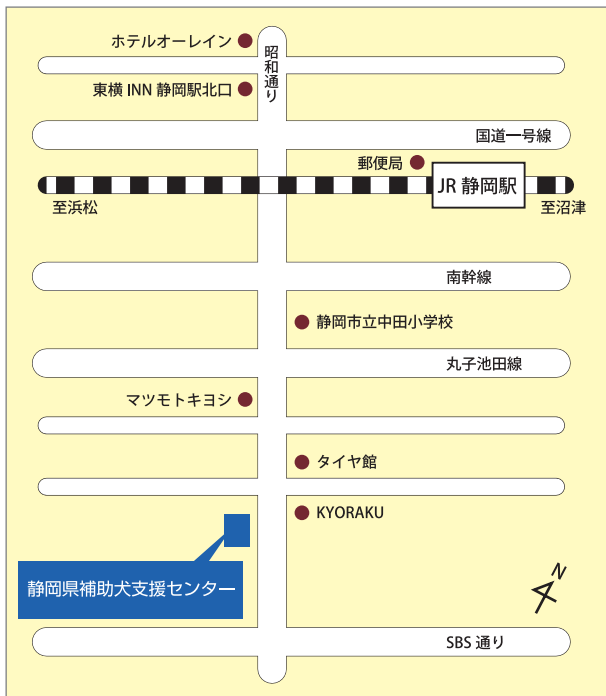 ホテルオーレイン
昭和通り
東横 INN 静岡駅北口
国道一号線
郵便局
JR 静岡駅
至浜松
至沼津
南幹線
静岡市立中田小学校
丸子池田線
マツモトキヨシ
タイヤ館
KYORAKU
静岡県補助犬支援センター
N
SBS 通り